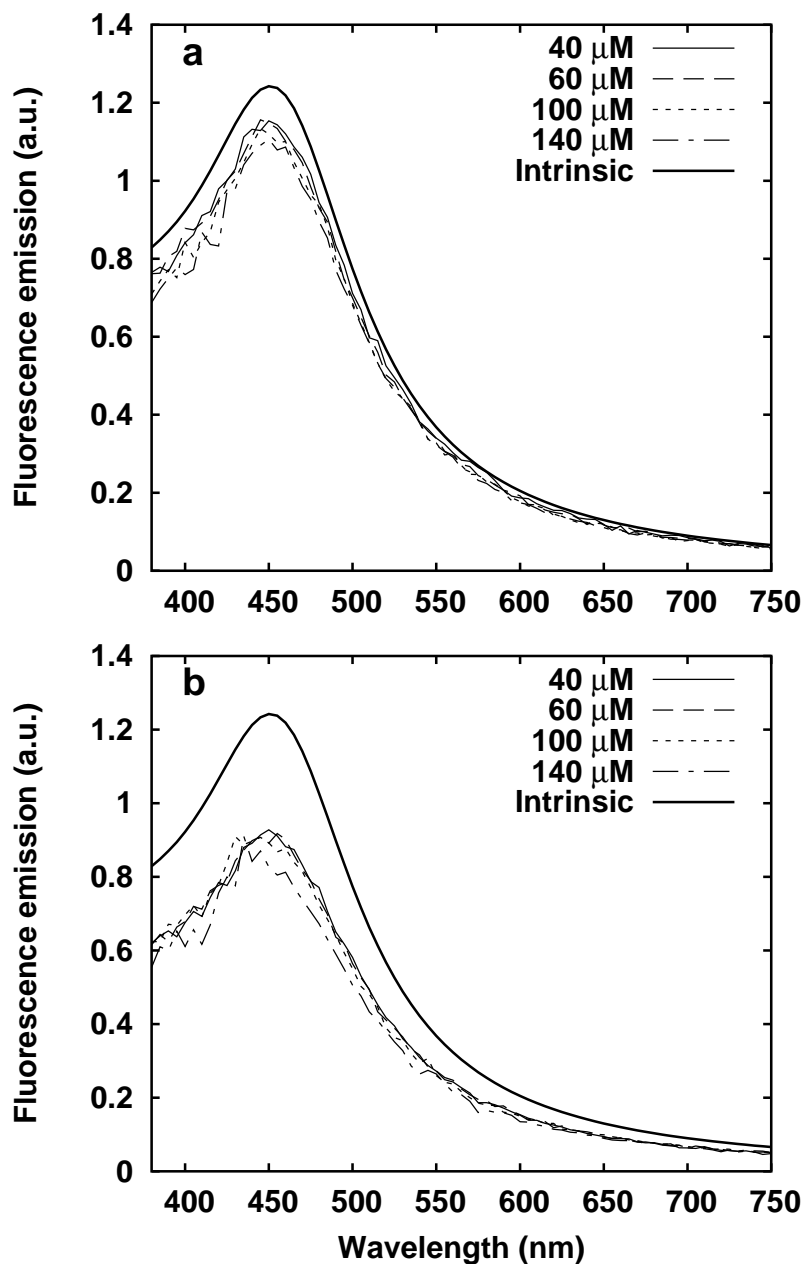 a
40 μM
60 μM
100 μM
140 μM
Intrinsic
Fluorescence emission (a.u.)
1.4
1.2
1
0.8
0.6
0.4
0.2
0
400 450 500 550 600 650 700 750
b
40 μM
60 μM
100 μM
140 μM
Intrinsic
Fluorescence emission (a.u.)
1.4
1.2
1
0.8
0.6
0.4
0.2
0
400 450 500 550 600 650 700 750
Wavelength (nm)